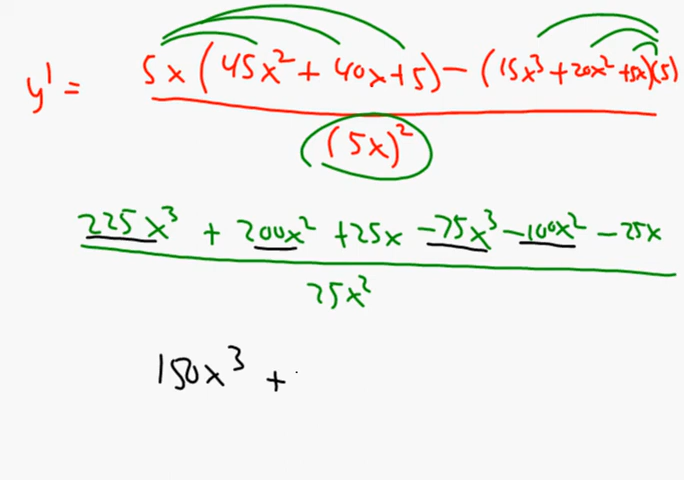 y' = 5x(45x² + 40x + 5) - (15x³ + 20x² + 5x)(5)
(5x)²
225x³ + 200x² + 25x - 75x³ - 100x² - 25x
25x²
150x³ +